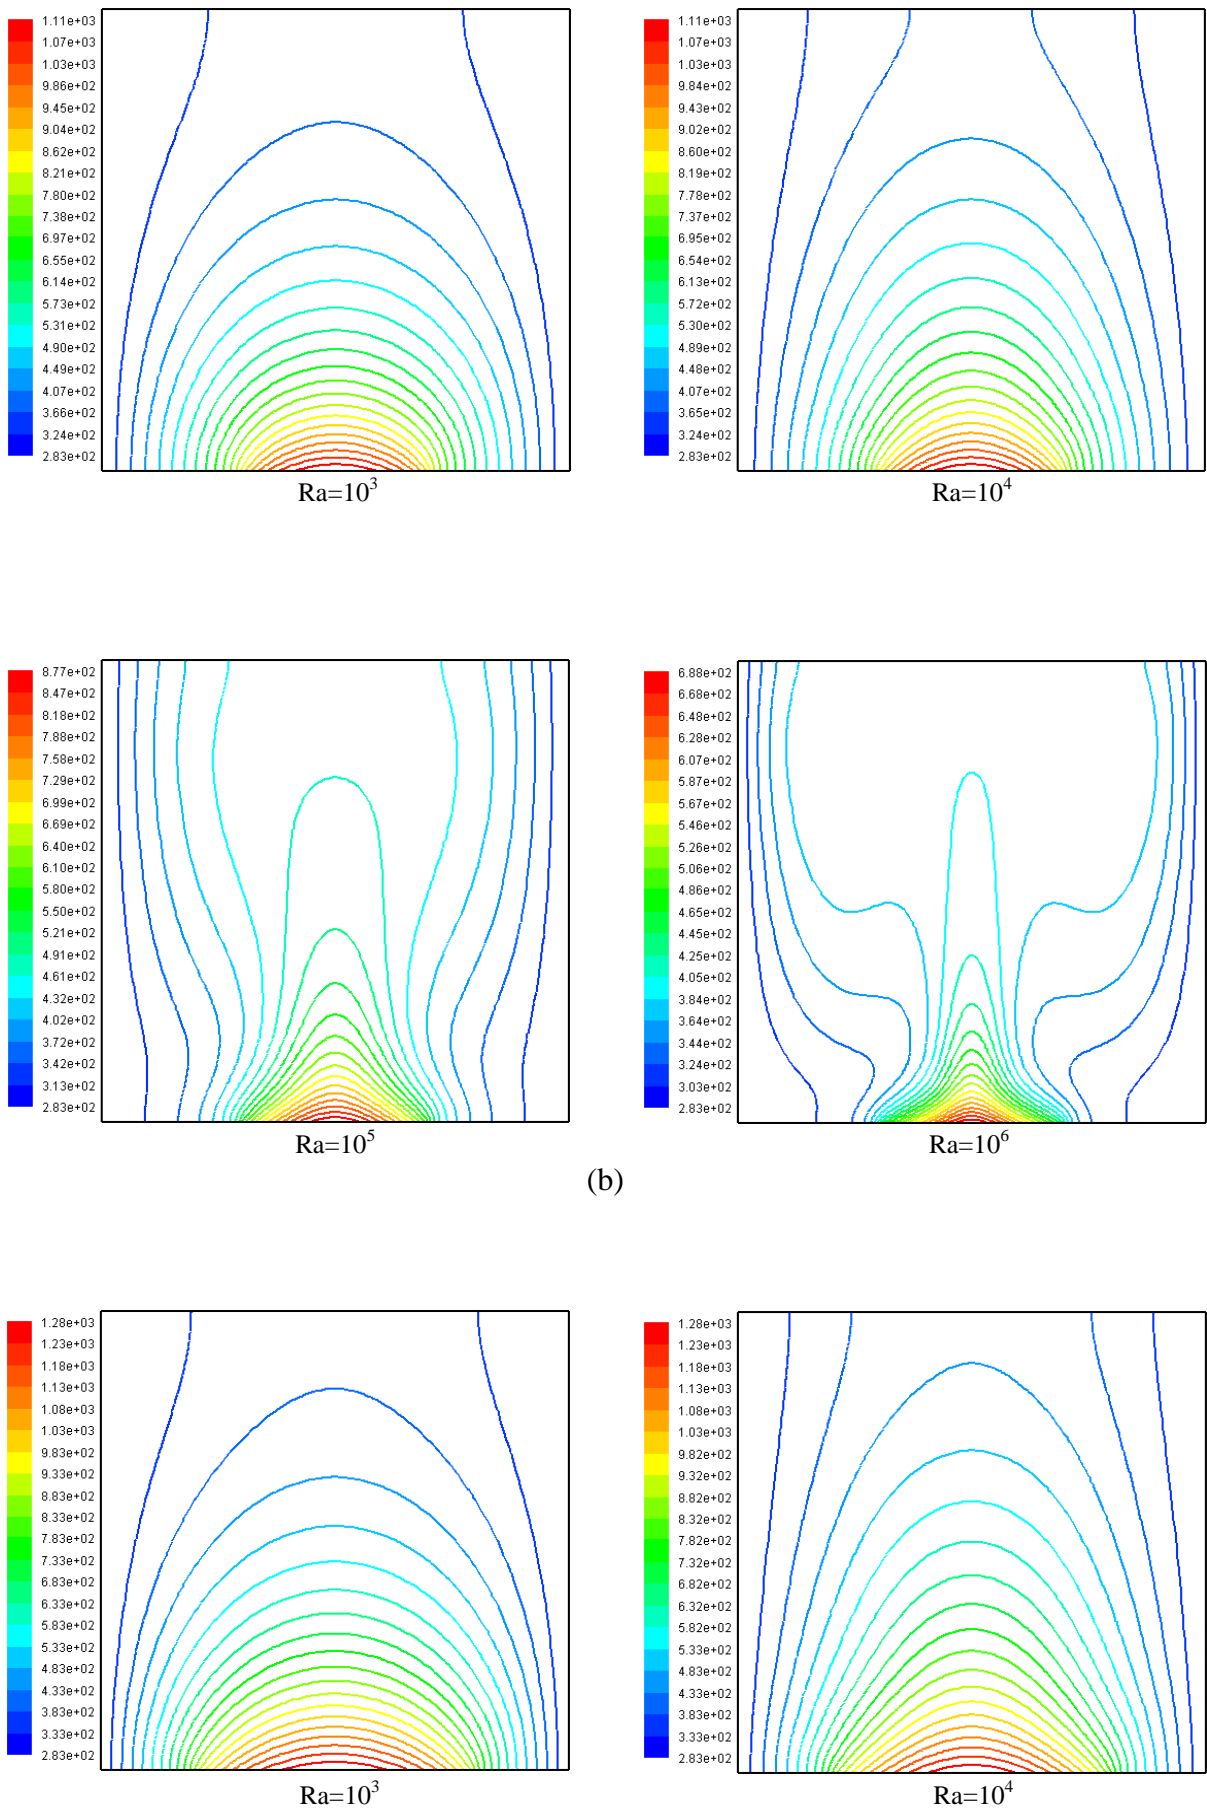 1.11e+03
1.07e+03
1.03e+03
9.86e+02
9.45e+02
9.04e+02
8.62e+02
8.21e+02
7.80e+02
7.38e+02
6.97e+02
6.55e+02
6.14e+02
5.73e+02
5.31e+02
4.90e+02
4.49e+02
4.07e+02
3.66e+02
3.24e+02
2.83e+02
Ra=10³
1.11e+03
1.07e+03
1.03e+03
9.84e+02
9.43e+02
9.02e+02
8.60e+02
8.19e+02
7.78e+02
7.37e+02
6.95e+02
6.54e+02
6.13e+02
5.72e+02
5.30e+02
4.89e+02
4.48e+02
4.07e+02
3.65e+02
3.24e+02
2.83e+02
Ra=10⁴
8.77e+02
8.47e+02
8.18e+02
7.88e+02
7.58e+02
7.29e+02
6.99e+02
6.69e+02
6.40e+02
6.10e+02
5.80e+02
5.50e+02
5.21e+02
4.91e+02
4.61e+02
4.32e+02
4.02e+02
3.72e+02
3.42e+02
3.13e+02
2.83e+02
Ra=10⁵
6.88e+02
6.68e+02
6.48e+02
6.28e+02
6.07e+02
5.87e+02
5.67e+02
5.46e+02
5.26e+02
5.06e+02
4.86e+02
4.65e+02
4.45e+02
4.25e+02
4.05e+02
3.84e+02
3.64e+02
3.44e+02
3.24e+02
3.03e+02
2.83e+02
Ra=10⁶
(b)
1.28e+03
1.23e+03
1.18e+03
1.13e+03
1.08e+03
1.03e+03
9.83e+02
9.33e+02
8.83e+02
8.33e+02
7.83e+02
7.33e+02
6.83e+02
6.33e+02
5.83e+02
5.33e+02
4.83e+02
4.33e+02
3.83e+02
3.33e+02
2.83e+02
Ra=10³
1.28e+03
1.23e+03
1.18e+03
1.13e+03
1.08e+03
1.03e+03
9.82e+02
9.32e+02
8.82e+02
8.32e+02
7.82e+02
7.32e+02
6.82e+02
6.32e+02
5.82e+02
5.33e+02
4.83e+02
4.33e+02
3.83e+02
3.33e+02
2.83e+02
Ra=10⁴